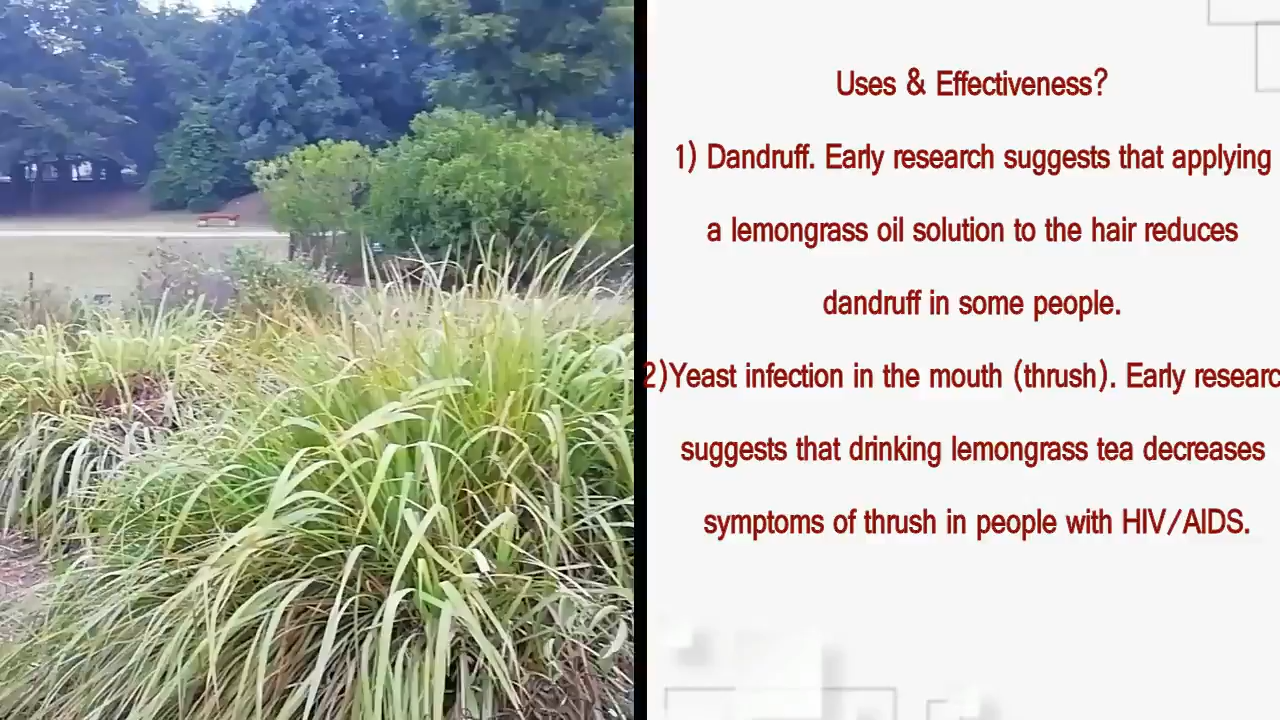 Uses & Effectiveness?
1) Dandruff. Early research suggests that applying
a lemongrass oil solution to the hair reduces
dandruff in some people.
2)Yeast infection in the mouth (thrush). Early researc
suggests that drinking lemongrass tea decreases
symptoms of thrush in people with HIV/AIDS.